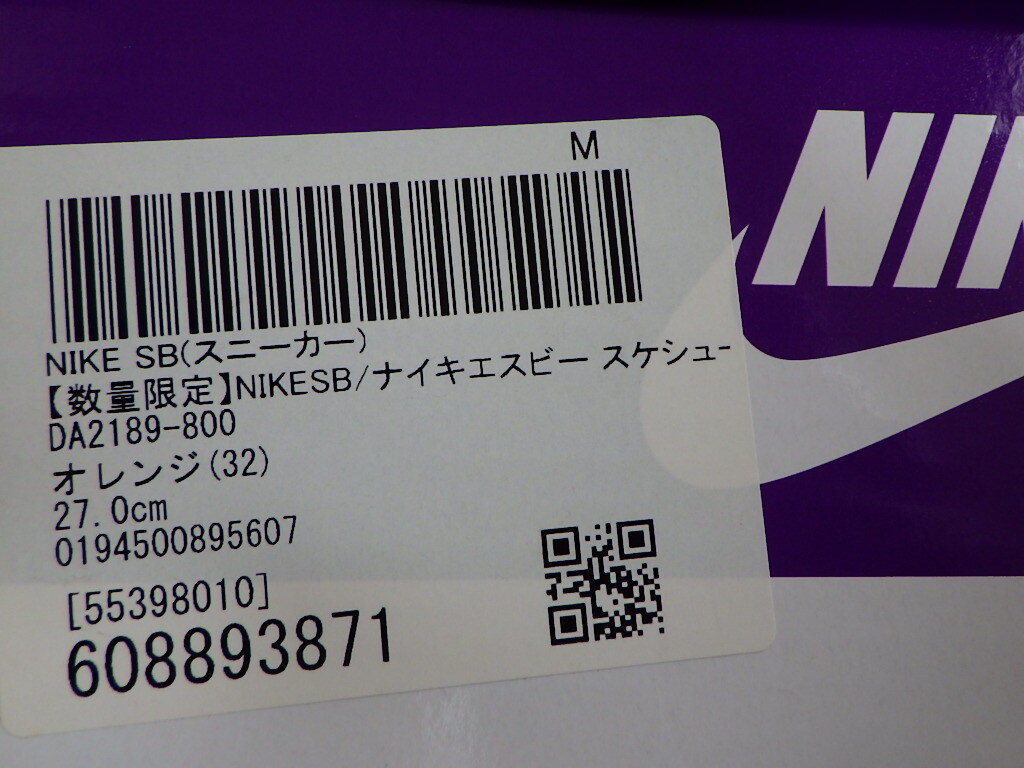 M
NIKE SB(スニーカー)
【数量限定】NIKESB/ナイキエスビー スケシュｰ
DA2189-800
オレンジ(32)
27.0cm
0194500895607
[55398010]
608893871